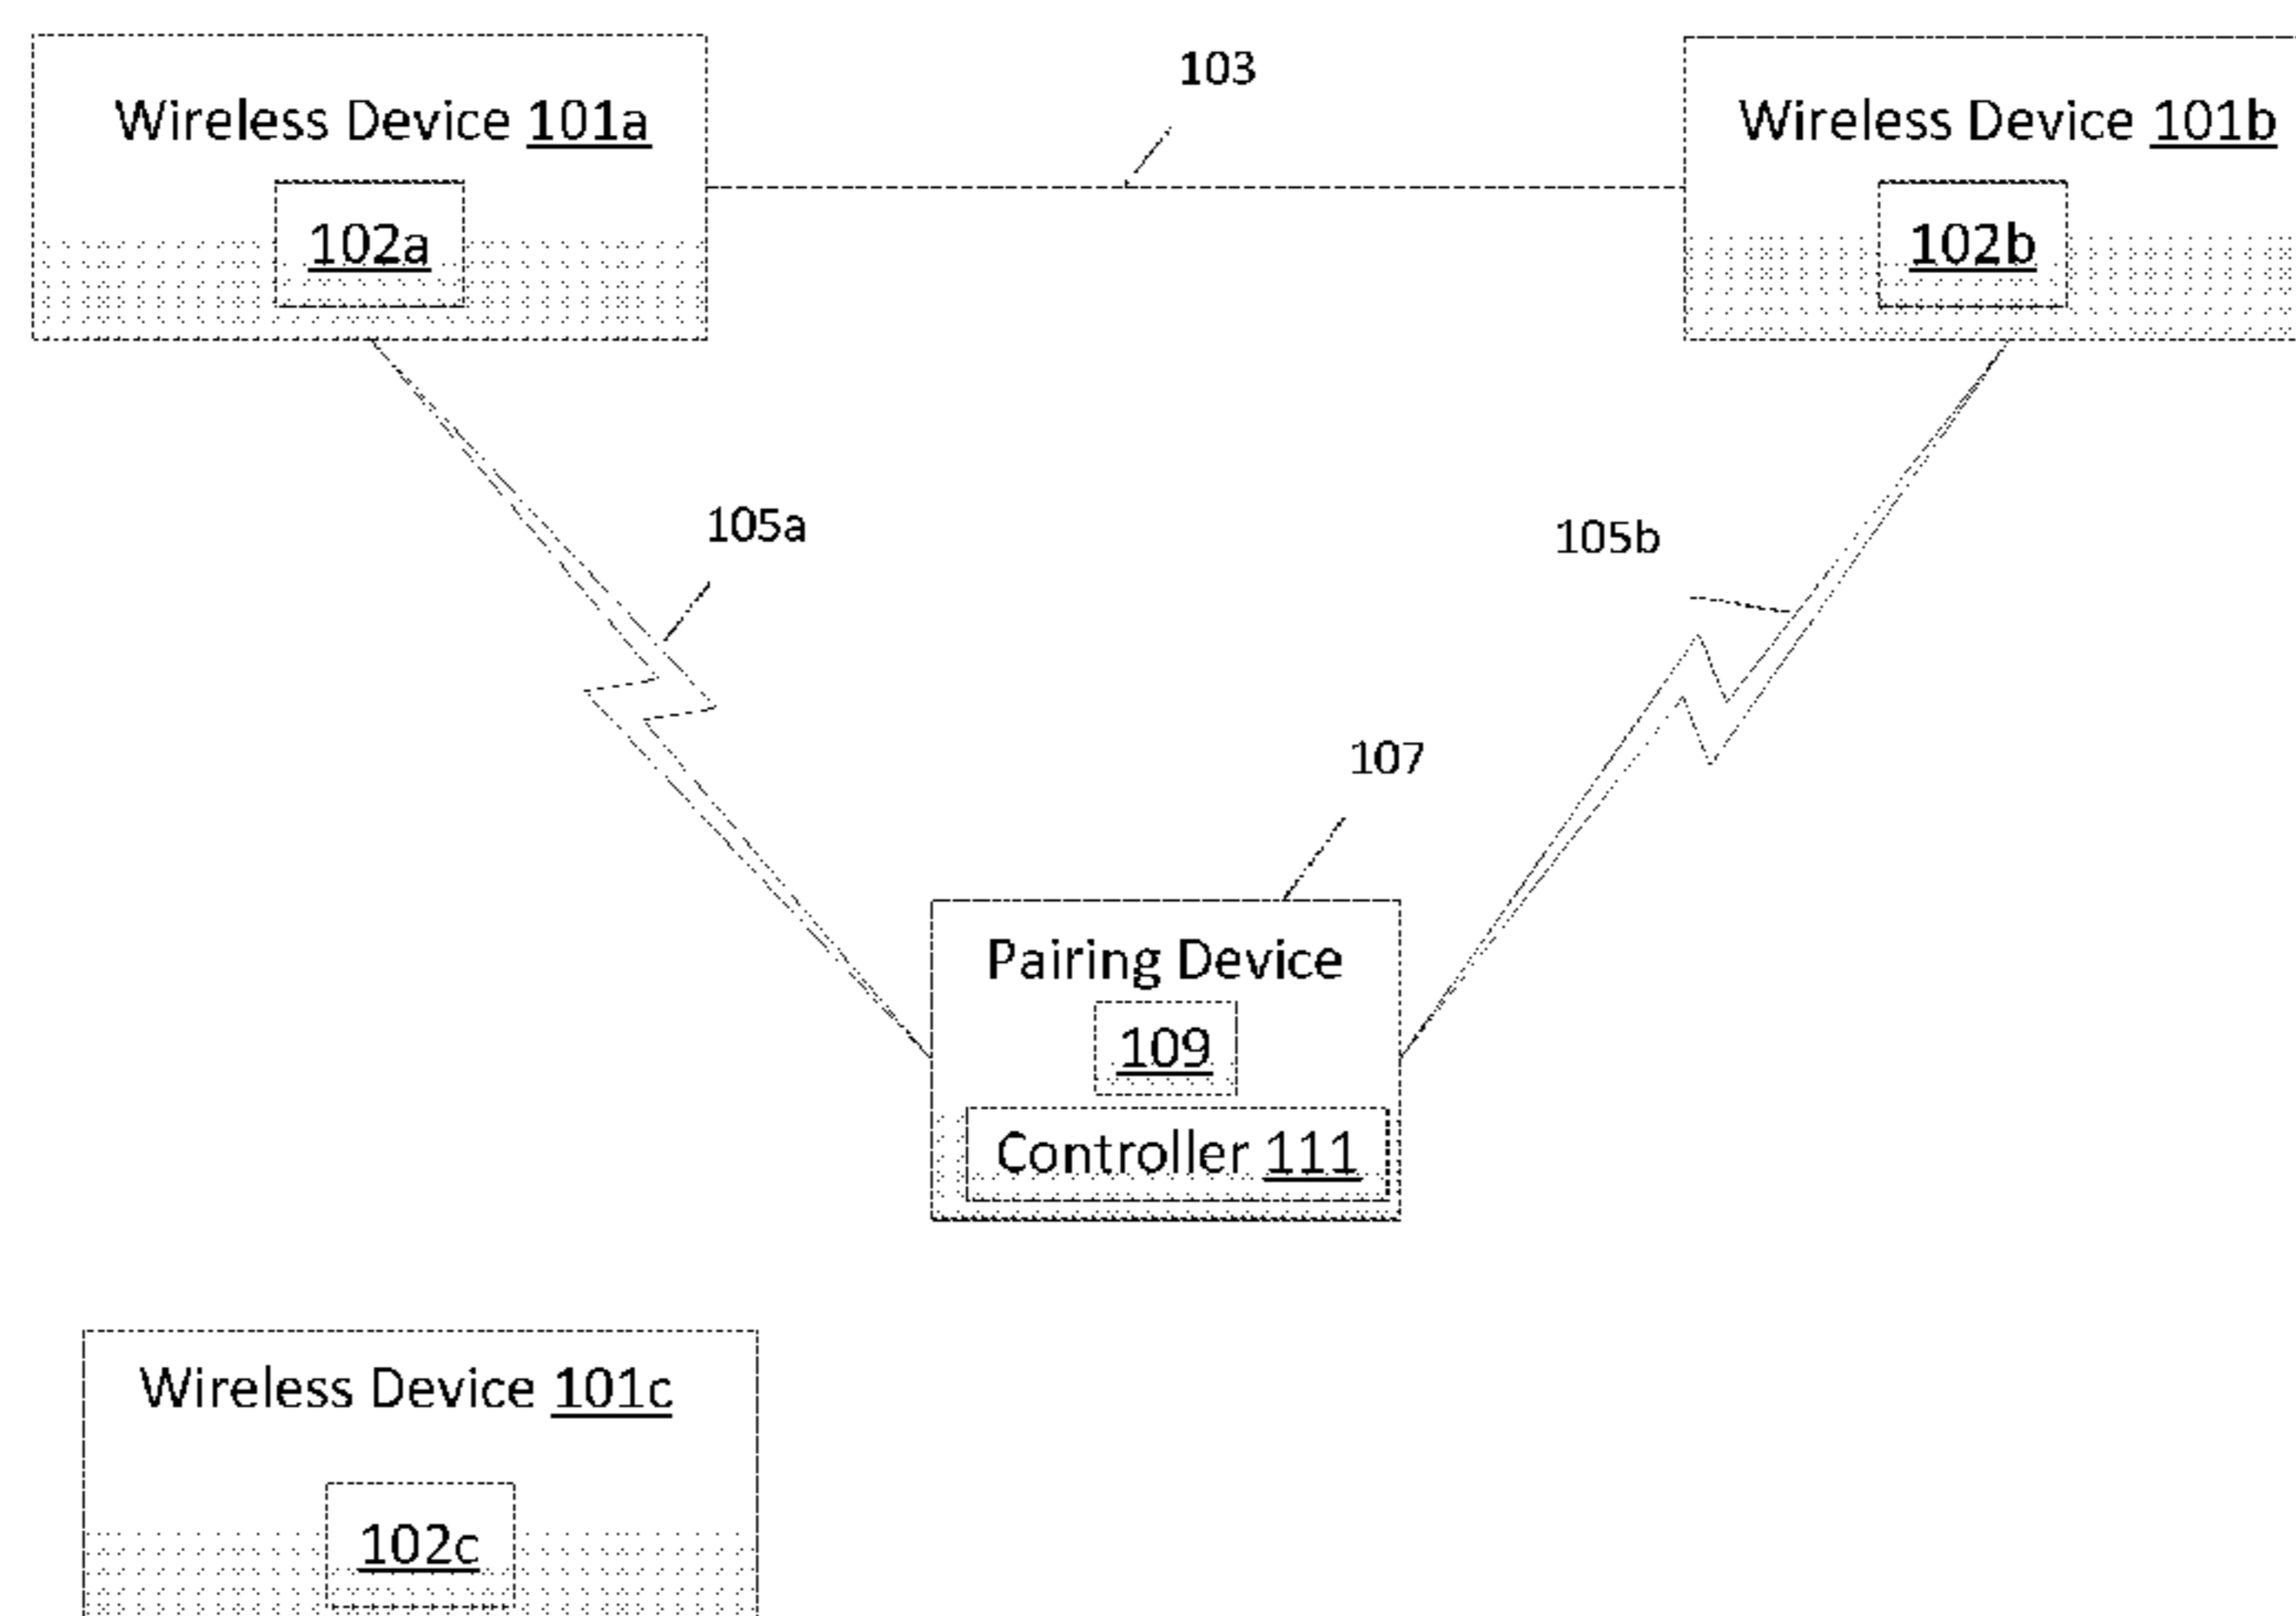 103
Wireless Device 101a
Wireless Device 101b
102a
102b
105a
105b
107
Pairing Device
109
Controller 111
Wireless Device 101c
102c